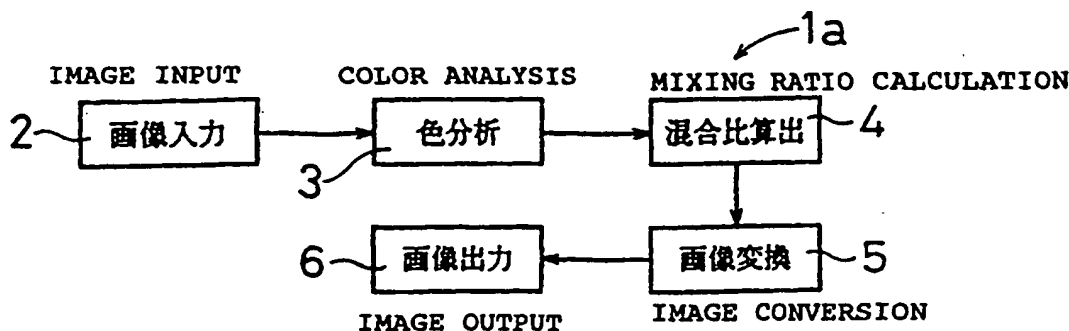 1a
IMAGE INPUT
COLOR ANALYSIS
MIXING RATIO CALCULATION
2
画像入力
3
色分析
4
混合比算出
6
画像出力
5
画像変換
IMAGE OUTPUT
IMAGE CONVERSION